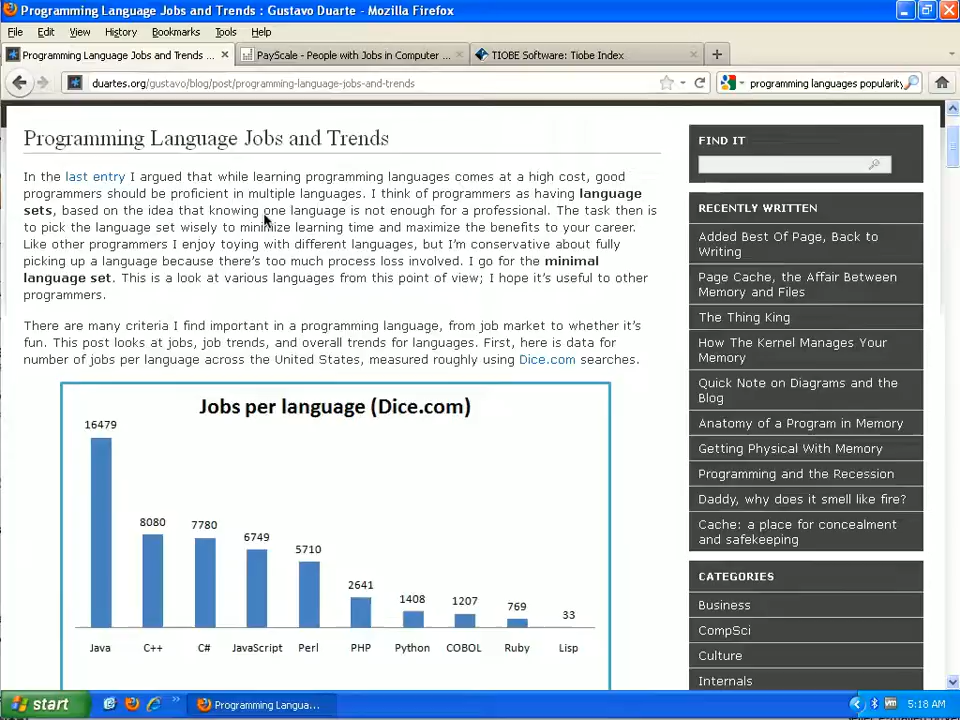 Programming Language Jobs and Trends : Gustavo Duarte - Mozilla Firefox
File Edit View History Bookmarks Tools Help
Programming Language Jobs and Trends ... × PayScale - People with Jobs in Computer ... × TIOBE Software: Tiobe Index × +
duartes.org/gustavo/blog/post/programming-language-jobs-and-trends
programming languages popularity
Programming Language Jobs and Trends
In the last entry I argued that while learning programming languages comes at a high cost, good
programmers should be proficient in multiple languages. I think of programmers as having language
sets, based on the idea that knowing one language is not enough for a professional. The task then is
to pick the language set wisely to minimize learning time and maximize the benefits to your career.
Like other programmers I enjoy toying with different languages, but I'm conservative about fully
picking up a language because there's too much process loss involved. I go for the minimal
language set. This is a look at various languages from this point of view; I hope it's useful to other
programmers.
There are many criteria I find important in a programming language, from job market to whether it's
fun. This post looks at jobs, job trends, and overall trends for languages. First, here is data for
number of jobs per language across the United States, measured roughly using Dice.com searches.
Jobs per language (Dice.com)
16479
8080
7780
6749
5710
2641
1408
1207
769
33
Java C++ C# JavaScript Perl PHP Python COBOL Ruby Lisp
FIND IT
RECENTLY WRITTEN
Added Best Of Page, Back to
Writing
Page Cache, the Affair Between
Memory and Files
The Thing King
How The Kernel Manages Your
Memory
Quick Note on Diagrams and the
Blog
Anatomy of a Program in Memory
Getting Physical With Memory
Programming and the Recession
Daddy, why does it smell like fire?
Cache: a place for concealment
and safekeeping
CATEGORIES
Business
CompSci
Culture
Internals
start
Programming Langua...
5:18 AM